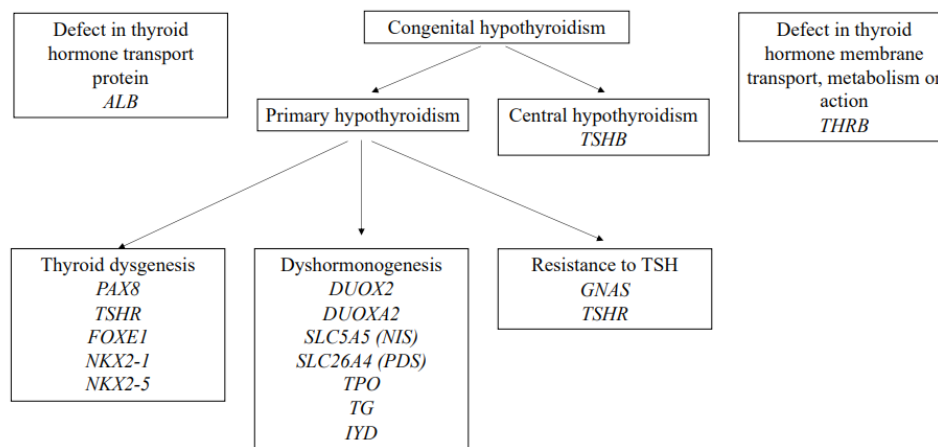 Defect in thyroid
hormone transport
protein
ALB
Congenital hypothyroidism
Defect in thyroid
hormone membrane
transport, metabolism or
action
THRB
Primary hypothyroidism
Central hypothyroidism
TSHB
Thyroid dysgenesis
PAX8
TSHR
FOXE1
NKX2-1
NKX2-5
Dyshormonogenesis
DUOX2
DUOXA2
SLC5A5 (NIS)
SLC26A4 (PDS)
TPO
TG
IYD
Resistance to TSH
GNAS
TSHR